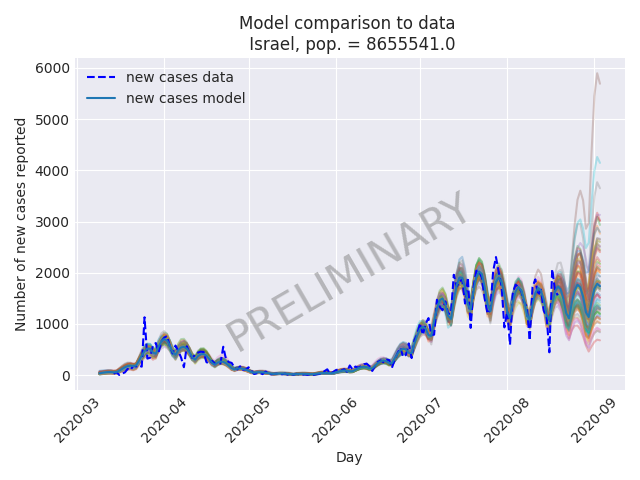 Model comparison to data
Israel, pop. = 8655541.0
6000
5000
4000
3000
2000
1000
0
Number of new cases reported
new cases data
new cases model
PRELIMINARY
2020-03
2020-04
2020-05
2020-06
2020-07
2020-08
2020-09
Day